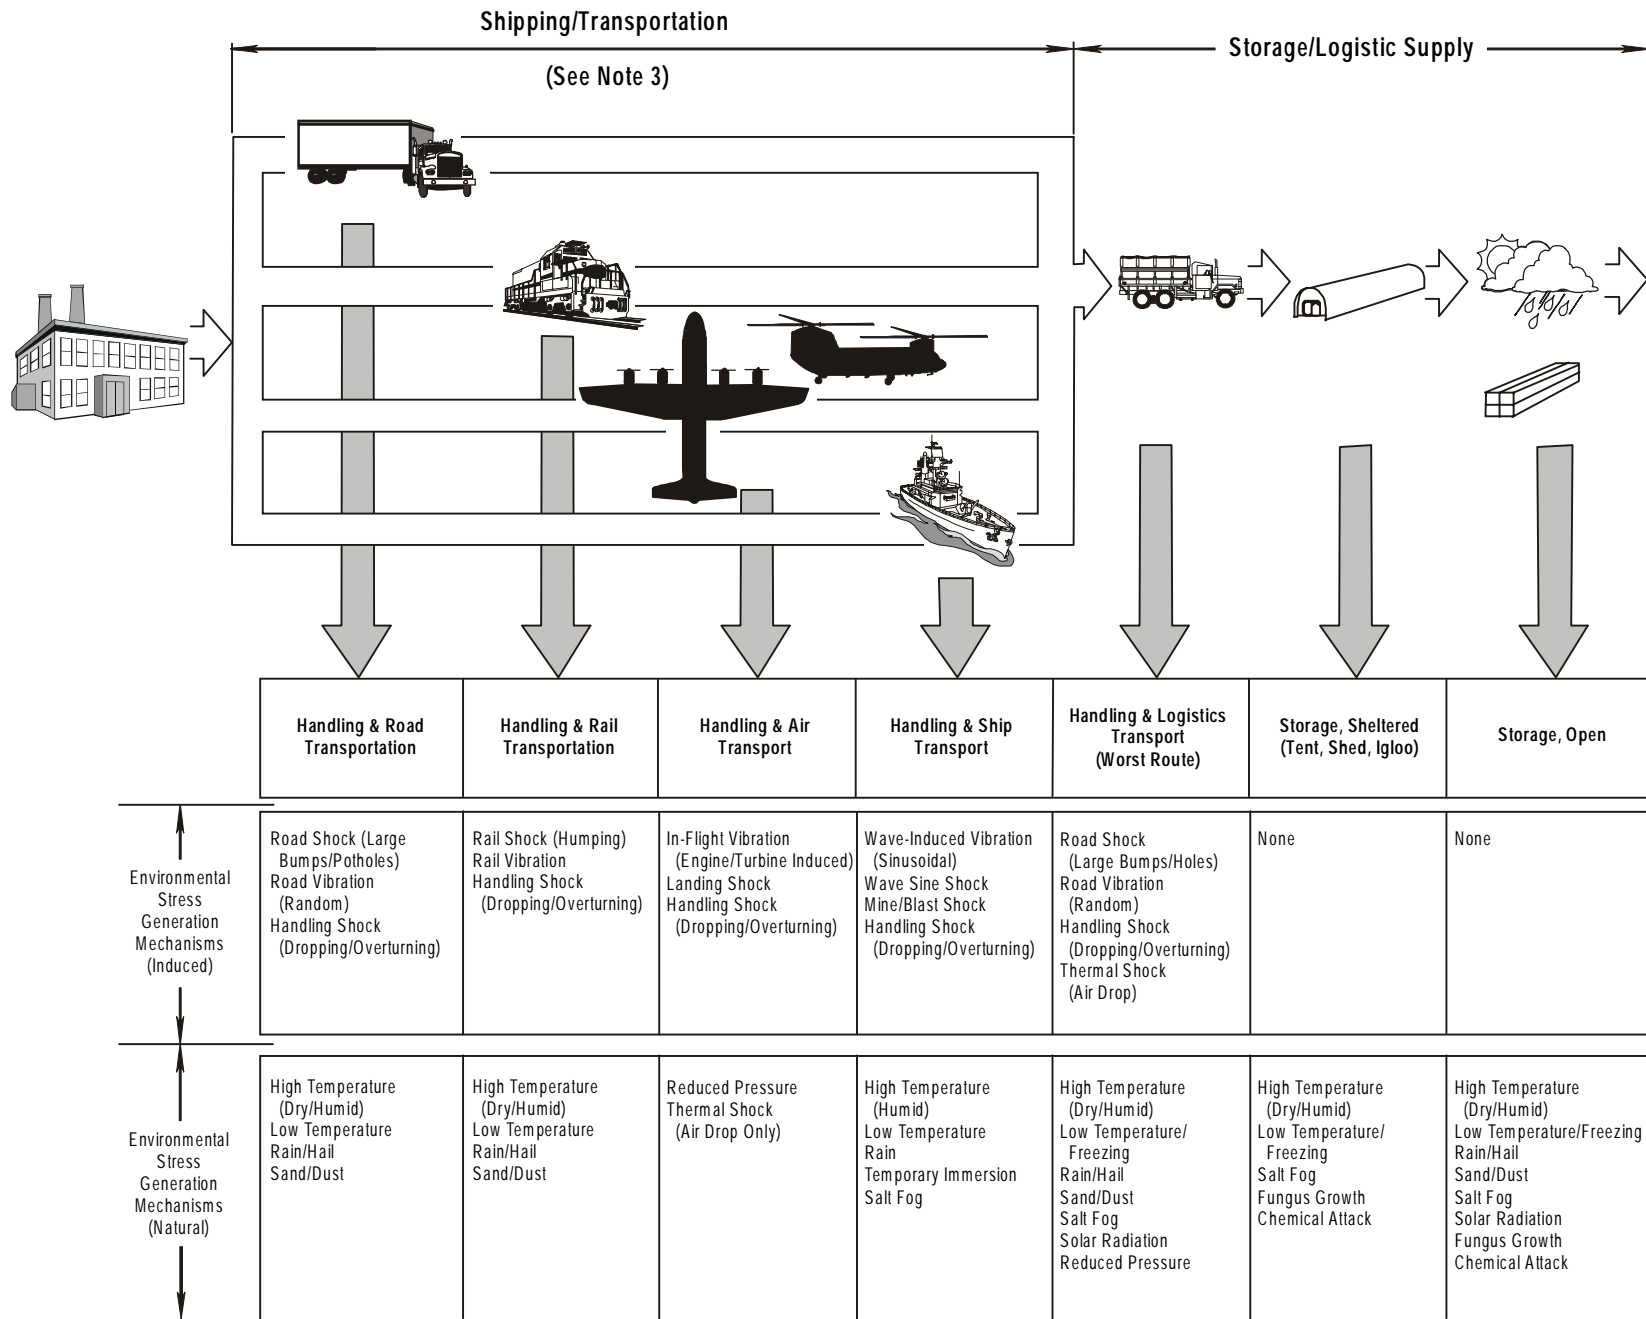 Shipping/Transportation
(See Note 3)
Storage/Logistic Supply
Handling & Road
Transportation
Handling & Rail
Transportation
Handling & Air
Transport
Handling & Ship
Transport
Handling & Logistics
Transport
(Worst Route)
Storage, Sheltered
(Tent, Shed, Igloo)
Storage, Open
Environmental
Stress
Generation
Mechanisms
(Induced)
Road Shock (Large
Bumps/Potholes)
Road Vibration
(Random)
Handling Shock
(Dropping/Overturning)
Rail Shock (Humping)
Rail Vibration
Handling Shock
(Dropping/Overturning)
In-Flight Vibration
(Engine/Turbine Induced)
Landing Shock
Handling Shock
(Dropping/Overturning)
Wave-Induced Vibration
(Sinusoidal)
Wave Sine Shock
Mine/Blast Shock
Handling Shock
(Dropping/Overturning)
Road Shock
(Large Bumps/Holes)
Road Vibration
(Random)
Handling Shock
(Dropping/Overturning)
Thermal Shock
(Air Drop)
None
None
Environmental
Stress
Generation
Mechanisms
(Natural)
High Temperature
(Dry/Humid)
Low Temperature
Rain/Hail
Sand/Dust
High Temperature
(Dry/Humid)
Low Temperature
Rain/Hail
Sand/Dust
Reduced Pressure
Thermal Shock
(Air Drop Only)
High Temperature
(Humid)
Low Temperature
Rain
Temporary Immersion
Salt Fog
High Temperature
(Dry/Humid)
Low Temperature/
Freezing
Rain/Hail
Sand/Dust
Salt Fog
Solar Radiation
Reduced Pressure
High Temperature
(Dry/Humid)
Low Temperature/
Freezing
Salt Fog
Fungus Growth
Chemical Attack
High Temperature
(Dry/Humid)
Low Temperature/Freezing
Rain/Hail
Sand/Dust
Salt Fog
Solar Radiation
Fungus Growth
Chemical Attack